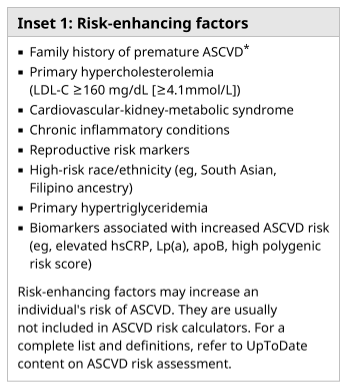 Inset 1: Risk-enhancing factors
▪ Family history of premature ASCVD*
▪ Primary hypercholesterolemia
(LDL-C ≥160 mg/dL [≥4.1mmol/L])
▪ Cardiovascular-kidney-metabolic syndrome
▪ Chronic inflammatory conditions
▪ Reproductive risk markers
▪ High-risk race/ethnicity (eg, South Asian,
Filipino ancestry)
▪ Primary hypertriglyceridemia
▪ Biomarkers associated with increased ASCVD risk
(eg, elevated hsCRP, Lp(a), apoB, high polygenic
risk score)
Risk-enhancing factors may increase an
individual's risk of ASCVD. They are usually
not included in ASCVD risk calculators. For a
complete list and definitions, refer to UpToDate
content on ASCVD risk assessment.